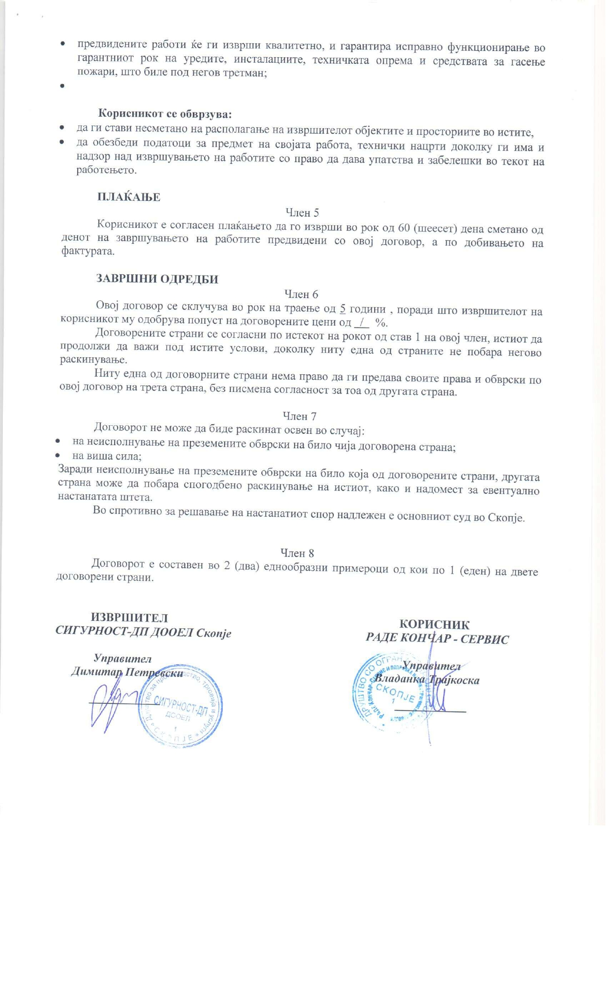 • предвидените работи ќе ги изврши квалитетно, и гарантира исправно функционирање во
гарантниот рок на уредите, инсталациите, техничката опрема и средствата за гасење
пожари, што биле под негов третман;
•
Корисникот се обврзува:
• да ги стави несметано на располагање на извршителот објектите и просториите во истите,
• да обезбеди податоци за предмет на својата работа, технички нацрти доколку ги има и
надзор над извршувањето на работите со право да дава упатства и забелешки во текот на
работењето.
ПЛАЌАЊЕ
Член 5
Корисникот е согласен плаќањето да го изврши во рок од 60 (шеесет) дена сметано од
денот на завршувањето на работите предвидени со овој договор, а по добивањето на
фактурата.
ЗАВРШНИ ОДРЕДБИ
Член 6
Овој договор се склучува во рок на траење од 5 години , поради што извршителот на
корисникот му одобрува попуст на договорените цени од _/_ %.
Договорените страни се согласни по истекот на рокот од став 1 на овој член, истиот да
продолжи да важи под истите услови, доколку ниту една од страните не побара негово
раскинување.
Ниту една од договорните страни нема право да ги предава своите права и обврски по
овој договор на трета страна, без писмена согласност за тоа од другата страна.
Член 7
Договорот не може да биде раскинат освен во случај:
• на неисполнување на преземените обврски на било чија договорена страна;
• на виша сила;
Заради неисполнување на преземените обврски на било која од договорените страни, другата
страна може да побара спогодбено раскинување на истиот, како и надомест за евентуално
настанатата штета.
Во спротивно за решавање на настанатиот спор надлежен е основниот суд во Скопје.
Член 8
Договорот е составен во 2 (два) еднообразни примероци од кои по 1 (еден) на двете
договорени страни.
ИЗВРШИТЕЛ
СИГУРНОСТ-ДП ДООЕЛ Скопје
Управител
Димитар Петревски
СИГУРНОСТ-ДП
ДООЕЛ
1
СКОПЈЕ
КОРИСНИК
РАДЕ КОНЧАР - СЕРВИС
Управител
Владанка Трајкоска
ДРУШТВО СО
СКОПЈЕ
1